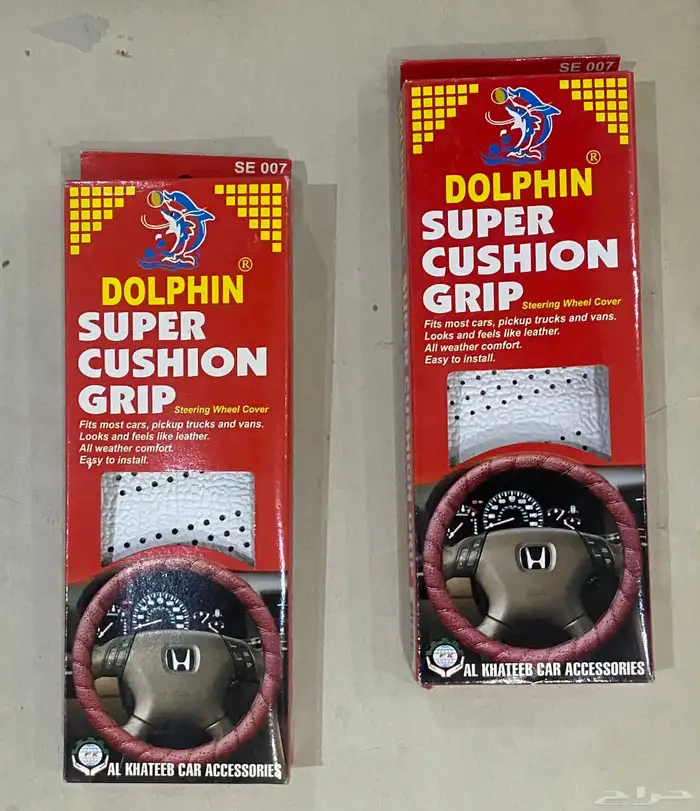 SE 007
DOLPHIN®
SUPER
CUSHION
GRIP Steering Wheel Cover
Fits most cars, pickup trucks and vans.
Looks and feels like leather.
All weather comfort.
Easy to install.
AL KHATEEB CAR ACCESSORIES
SE 007
DOLPHIN®
SUPER
CUSHION
GRIP Steering Wheel Cover
Fits most cars, pickup trucks and vans.
Looks and feels like leather.
All weather comfort.
Easy to install.
AL KHATEEB CAR ACCESSORIES
حراج